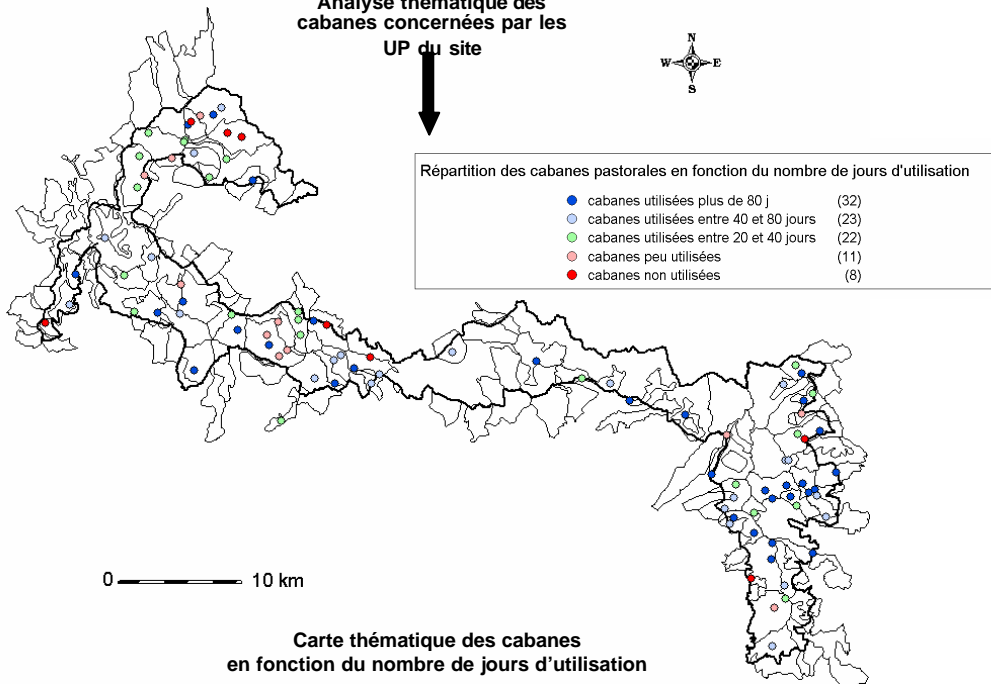 Analyse thématique des
cabanes concernées par les
UP du site
N
W E
S
Répartition des cabanes pastorales en fonction du nombre de jours d'utilisation
cabanes utilisées plus de 80 j (32)
cabanes utilisées entre 40 et 80 jours (23)
cabanes utilisées entre 20 et 40 jours (22)
cabanes peu utilisées (11)
cabanes non utilisées (8)
0 10 km
Carte thématique des cabanes
en fonction du nombre de jours d’utilisation